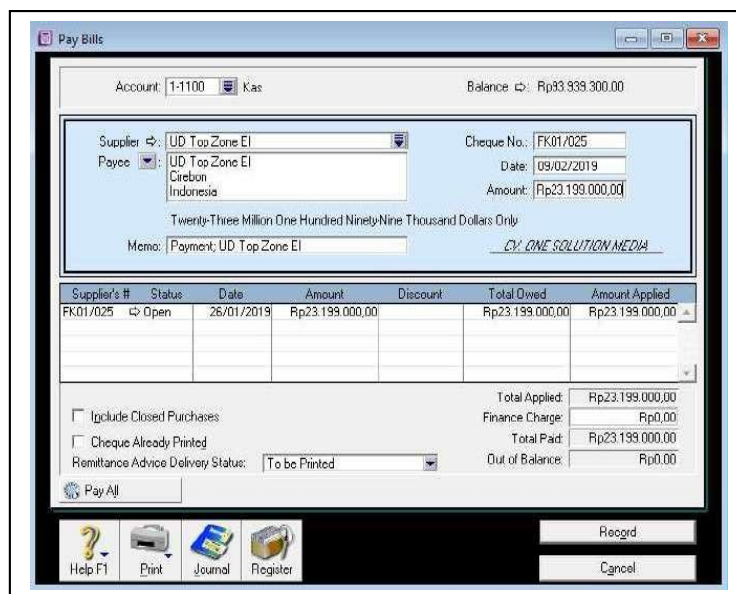 Pay Bills
Account: 1-1100 Kas Balance ⇨: Rp93.939.300.00
Supplier ⇨: UD Top Zone El Cheque No.: FK01/025
Payee : UD Top Zone El Date: 09/02/2019
Cirebon
Indonesia Amount: Rp23.199.000,00
Twenty-Three Million One Hundred Ninety-Nine Thousand Dollars Only
Memo: Payment; UD Top Zone El CV. ONE SOLUTION MEDIA
Supplier's # Status Date Amount Discount Total Owed Amount Applied
FK01/025 ⇨ Open 26/01/2019 Rp23.199.000,00 Rp23.199.000,00 Rp23.199.000,00
Total Applied: Rp23.199.000,00
Include Closed Purchases Finance Charge: Rp0,00
Cheque Already Printed Total Paid: Rp23.199.000.00
Remittance Advice Delivery Status: To be Printed Out of Balance: Rp0.00
Pay All
Help F1 Print Journal Register
Record
Cancel